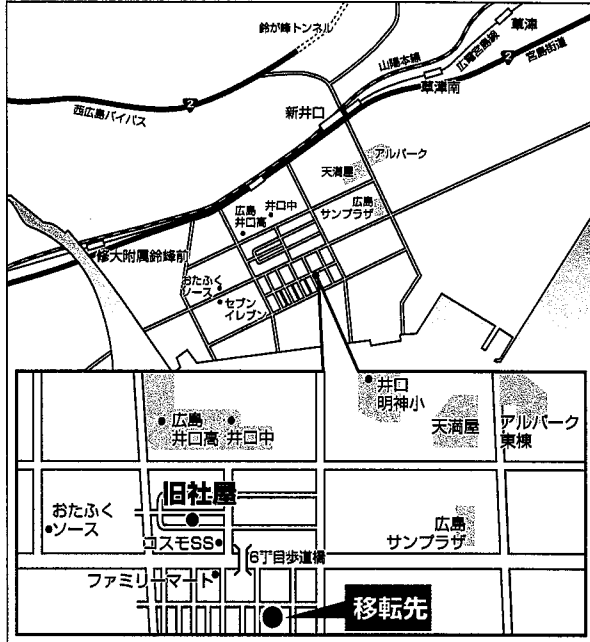 鈴が峰トンネル
草津
山陽本線
広電宮島線
2
宮島街道
草津南
2
西広島バイパス
新井口
アルパーク
天満屋
井口中
広島
井口高
広島
サンプラザ
修大附属鈴峰前
おたふく
ソース
セブン
イレブン
井口
明神小
広島
井口高
井口中
天満屋
アルパーク
東棟
旧社屋
おたふく
ソース
コスモSS
広島
サンプラザ
6丁目歩道橋
ファミリーマート
移転先